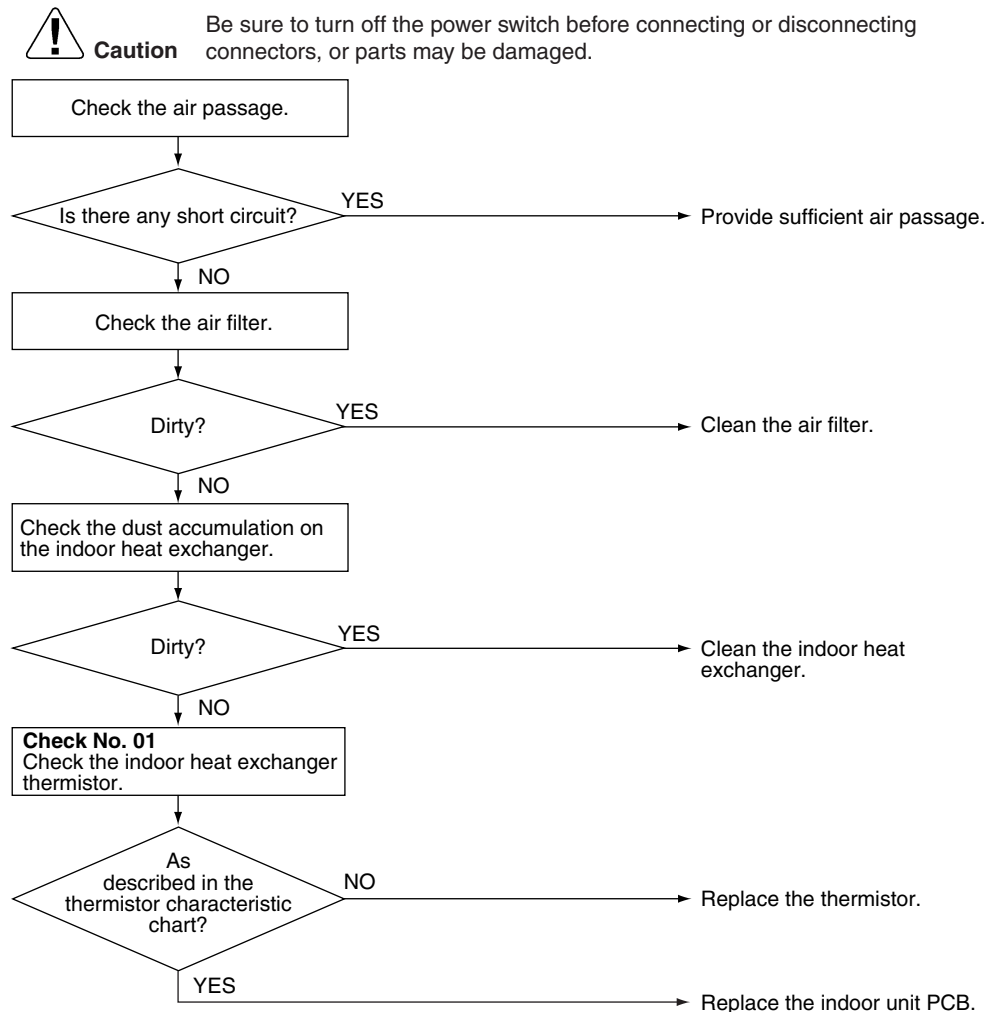 Be sure to turn off the power switch before connecting or disconnecting
Caution connectors, or parts may be damaged.
Check the air passage.
Is there any short circuit?
YES
Provide sufficient air passage.
NO
Check the air filter.
Dirty?
YES
Clean the air filter.
NO
Check the dust accumulation on
the indoor heat exchanger.
Dirty?
YES
Clean the indoor heat
exchanger.
NO
Check No. 01
Check the indoor heat exchanger
thermistor.
As
described in the
thermistor characteristic
chart?
NO
Replace the thermistor.
YES
Replace the indoor unit PCB.